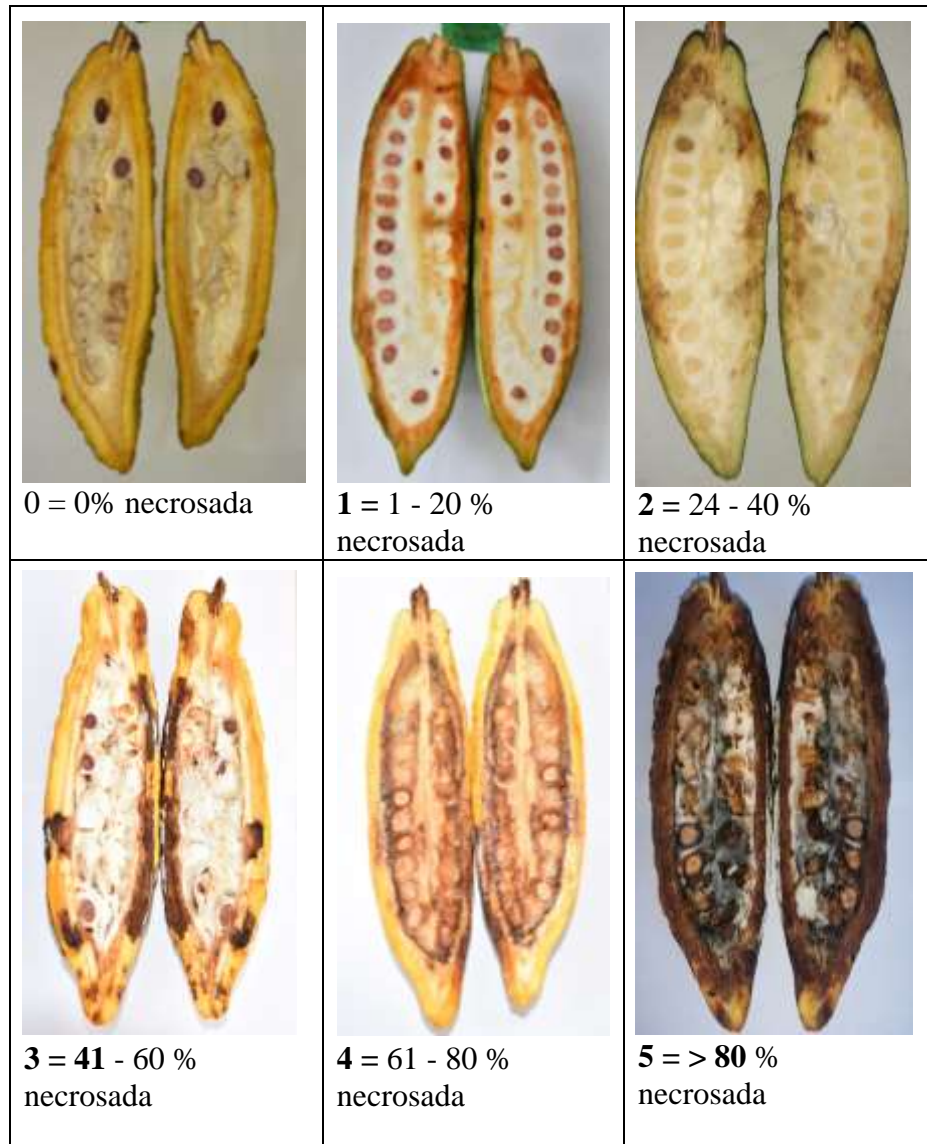 0 = 0% necrosada
1 = 1 - 20 %
necrosada
2 = 24 - 40 %
necrosada
3 = 41 - 60 %
necrosada
4 = 61 - 80 %
necrosada
5 = > 80 %
necrosada